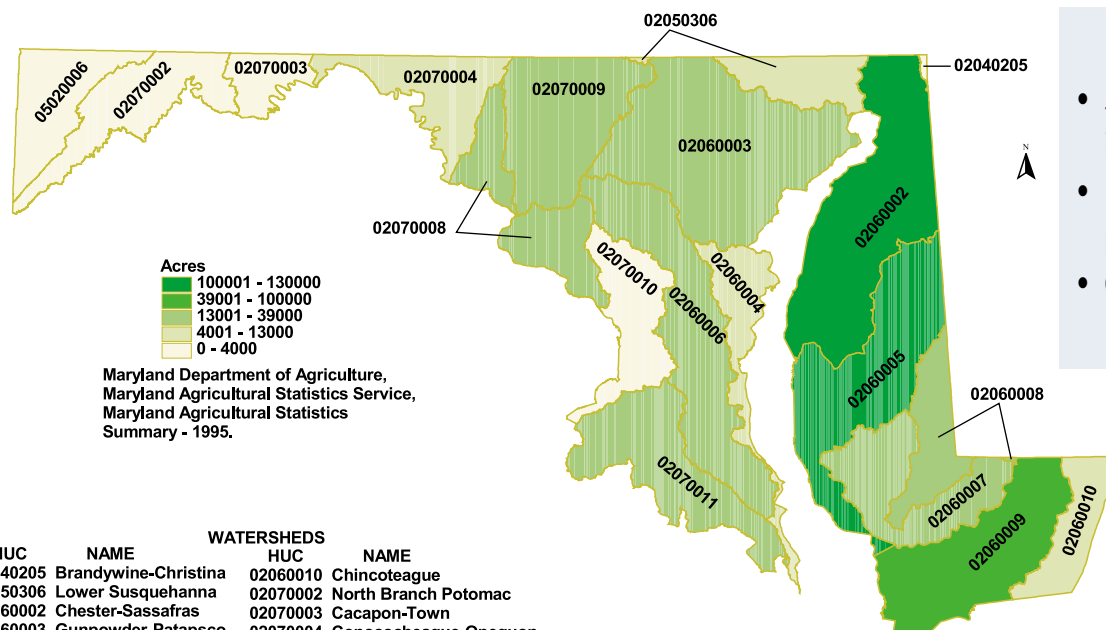 02050306
02040205
05020006
02070002
02070003
02070004
02070009
02060003
N
02060002
02070008
02070010
02060004
02060006
02060005
02060008
02070011
02060007
02060009
02060010
Acres
100001 - 130000
39001 - 100000
13001 - 39000
4001 - 13000
0 - 4000
Maryland Department of Agriculture,
Maryland Agricultural Statistics Service,
Maryland Agricultural Statistics
Summary - 1995.
WATERSHEDS
HUC NAME HUC NAME
40205 Brandywine-Christina 02060010 Chincoteague
50306 Lower Susquehanna 02070002 North Branch Potomac
60002 Chester-Sassafras 02070003 Cacapon-Town